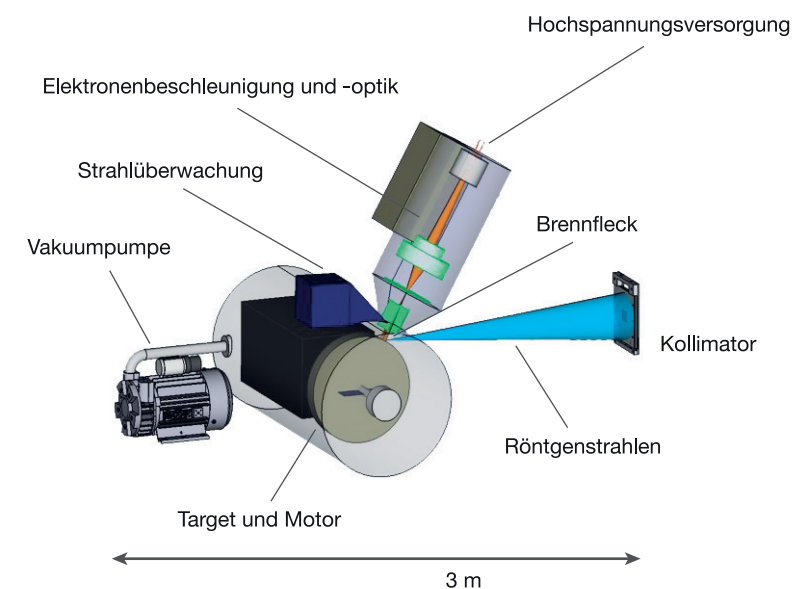 Hochspannungsversorgung
Elektronenbeschleunigung und -optik
Strahlüberwachung
Brennfleck
Vakuumpumpe
Kollimator
Röntgenstrahlen
Target und Motor
3 m